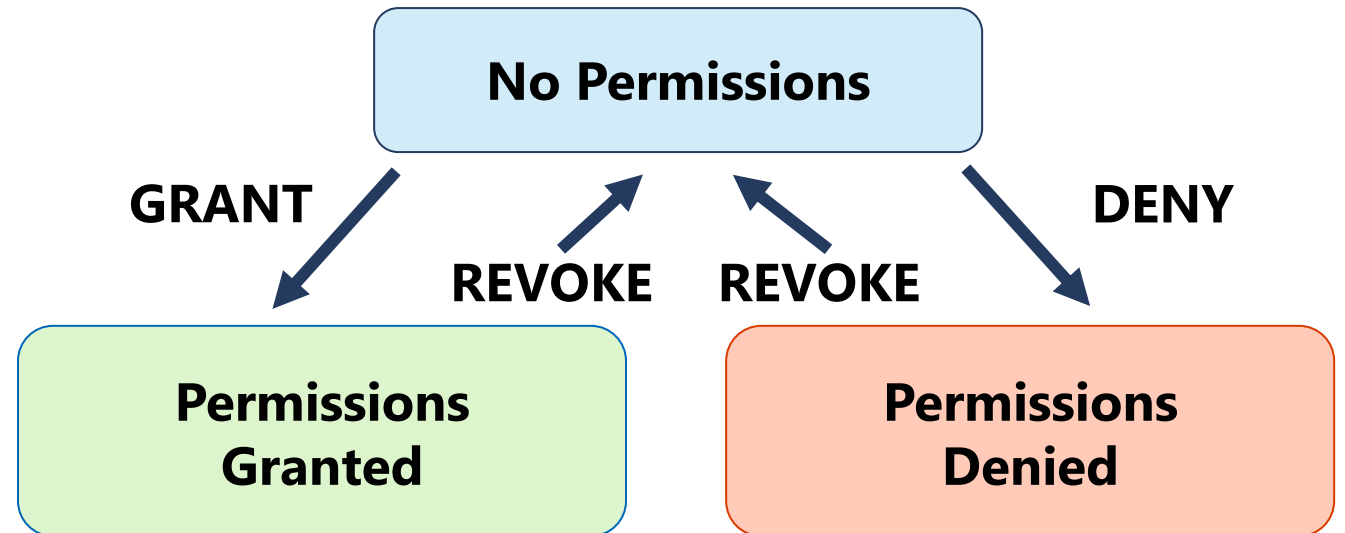 No Permissions
GRANT
DENY
REVOKE
REVOKE
Permissions
Granted
Permissions
Denied